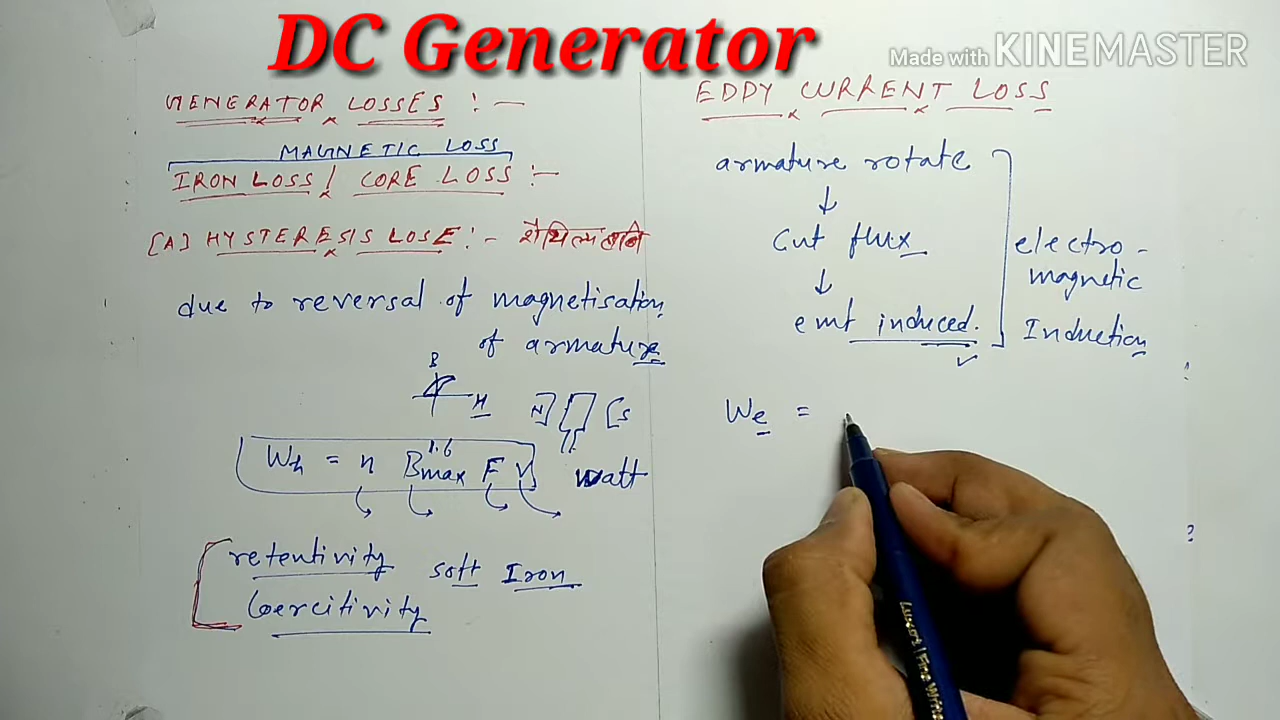 DC Generator
Made with KINEMASTER
GENERATOR LOSSES :-
MAGNETIC LOSS
IRON LOSS / CORE LOSS :-
[A] HYSTERESIS LOSE :- शैथिल्य हानि
due to reversal of magnetisation
of armature
B
H
N S
Wh = η Bmax^1.6 F V watt
retentivity soft Iron
Coercitivity
EDDY CURRENT LOSS
armature rotate
↓
Cut flux
↓
emf induced.
electro-
magnetic
Induction
We =